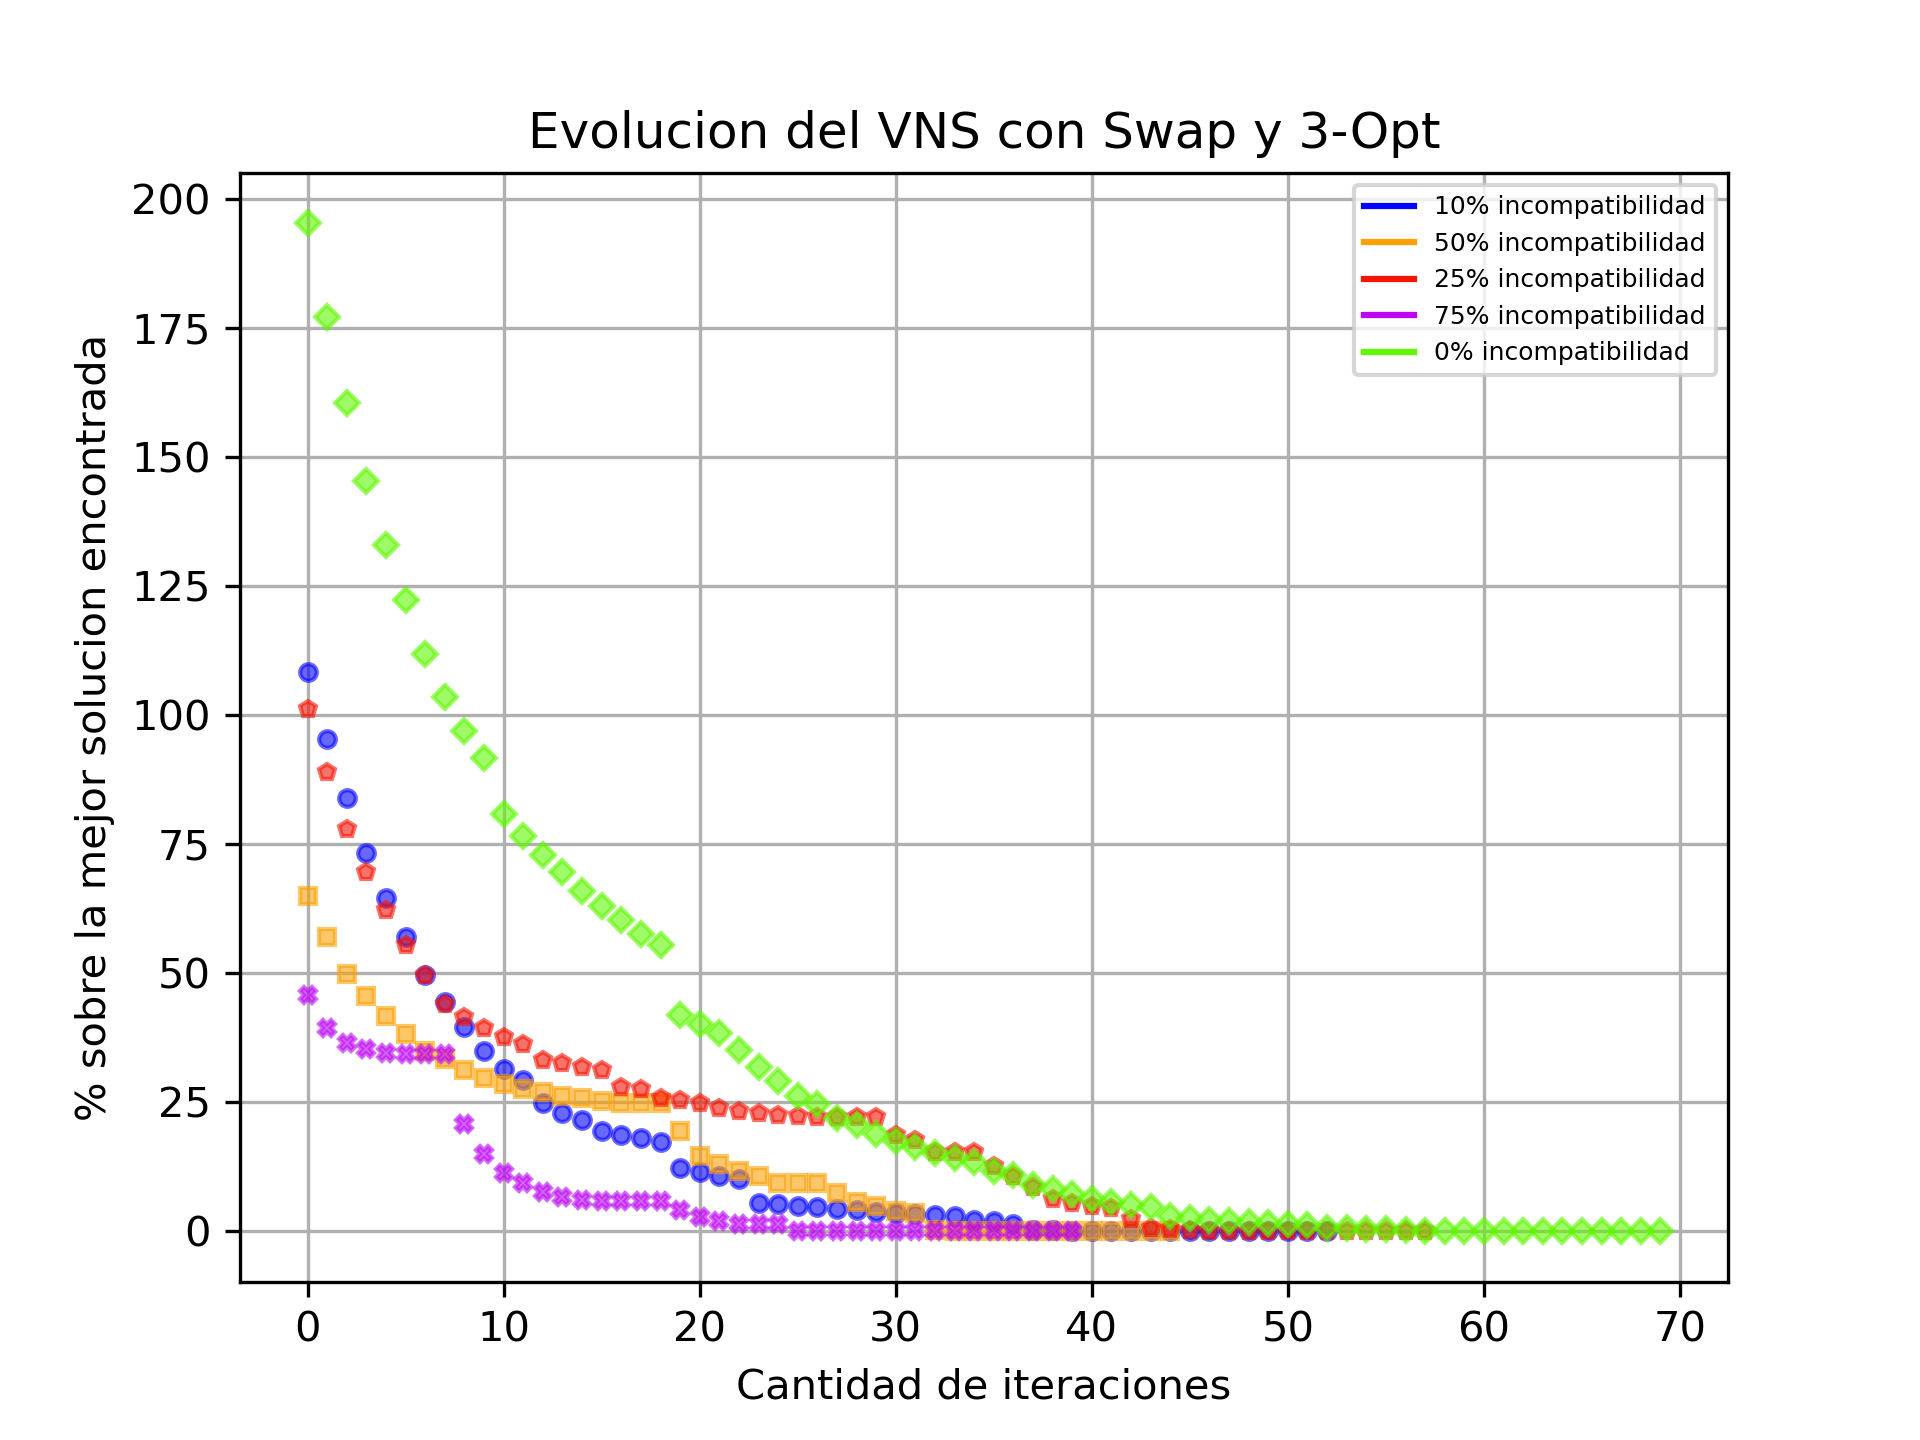 Evolucion del VNS con Swap y 3-Opt
% sobre la mejor solucion encontrada
200
175
150
125
100
75
50
25
0
10% incompatibilidad
50% incompatibilidad
25% incompatibilidad
75% incompatibilidad
0% incompatibilidad
0 10 20 30 40 50 60 70
Cantidad de iteraciones